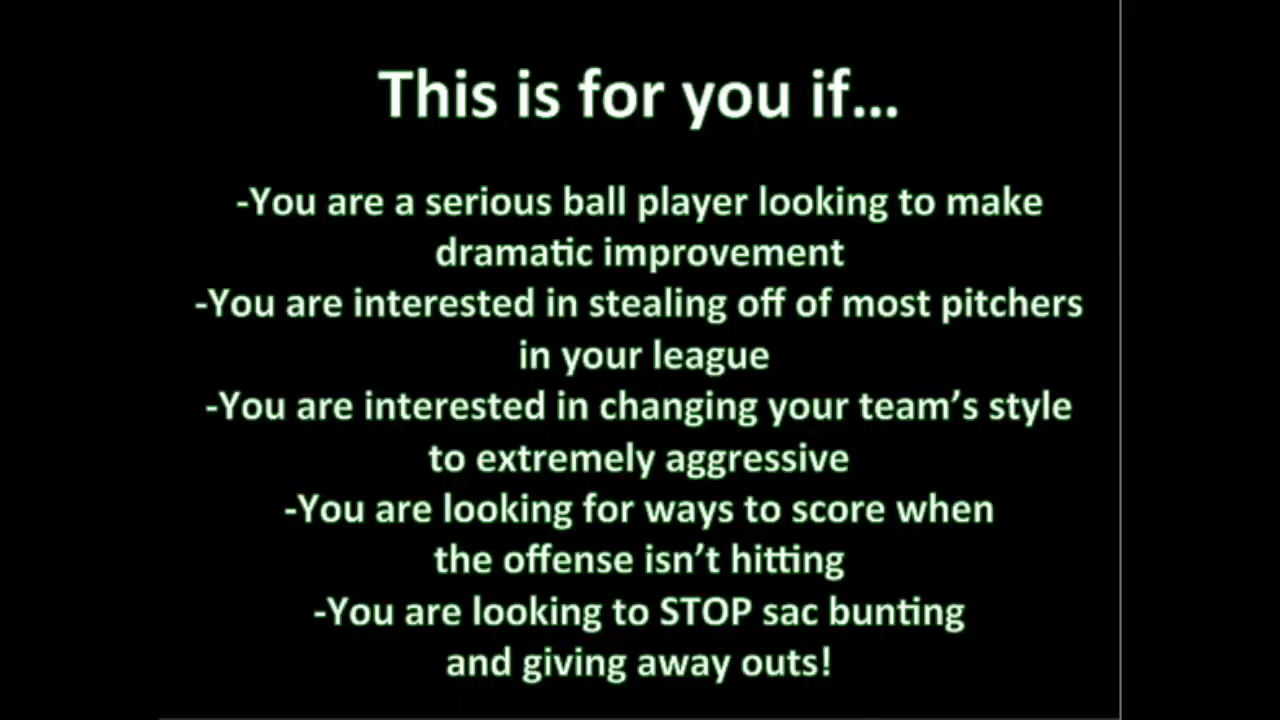 This is for you if...
-You are a serious ball player looking to make
dramatic improvement
-You are interested in stealing off of most pitchers
in your league
-You are interested in changing your team’s style
to extremely aggressive
-You are looking for ways to score when
the offense isn’t hitting
-You are looking to STOP sac bunting
and giving away outs!